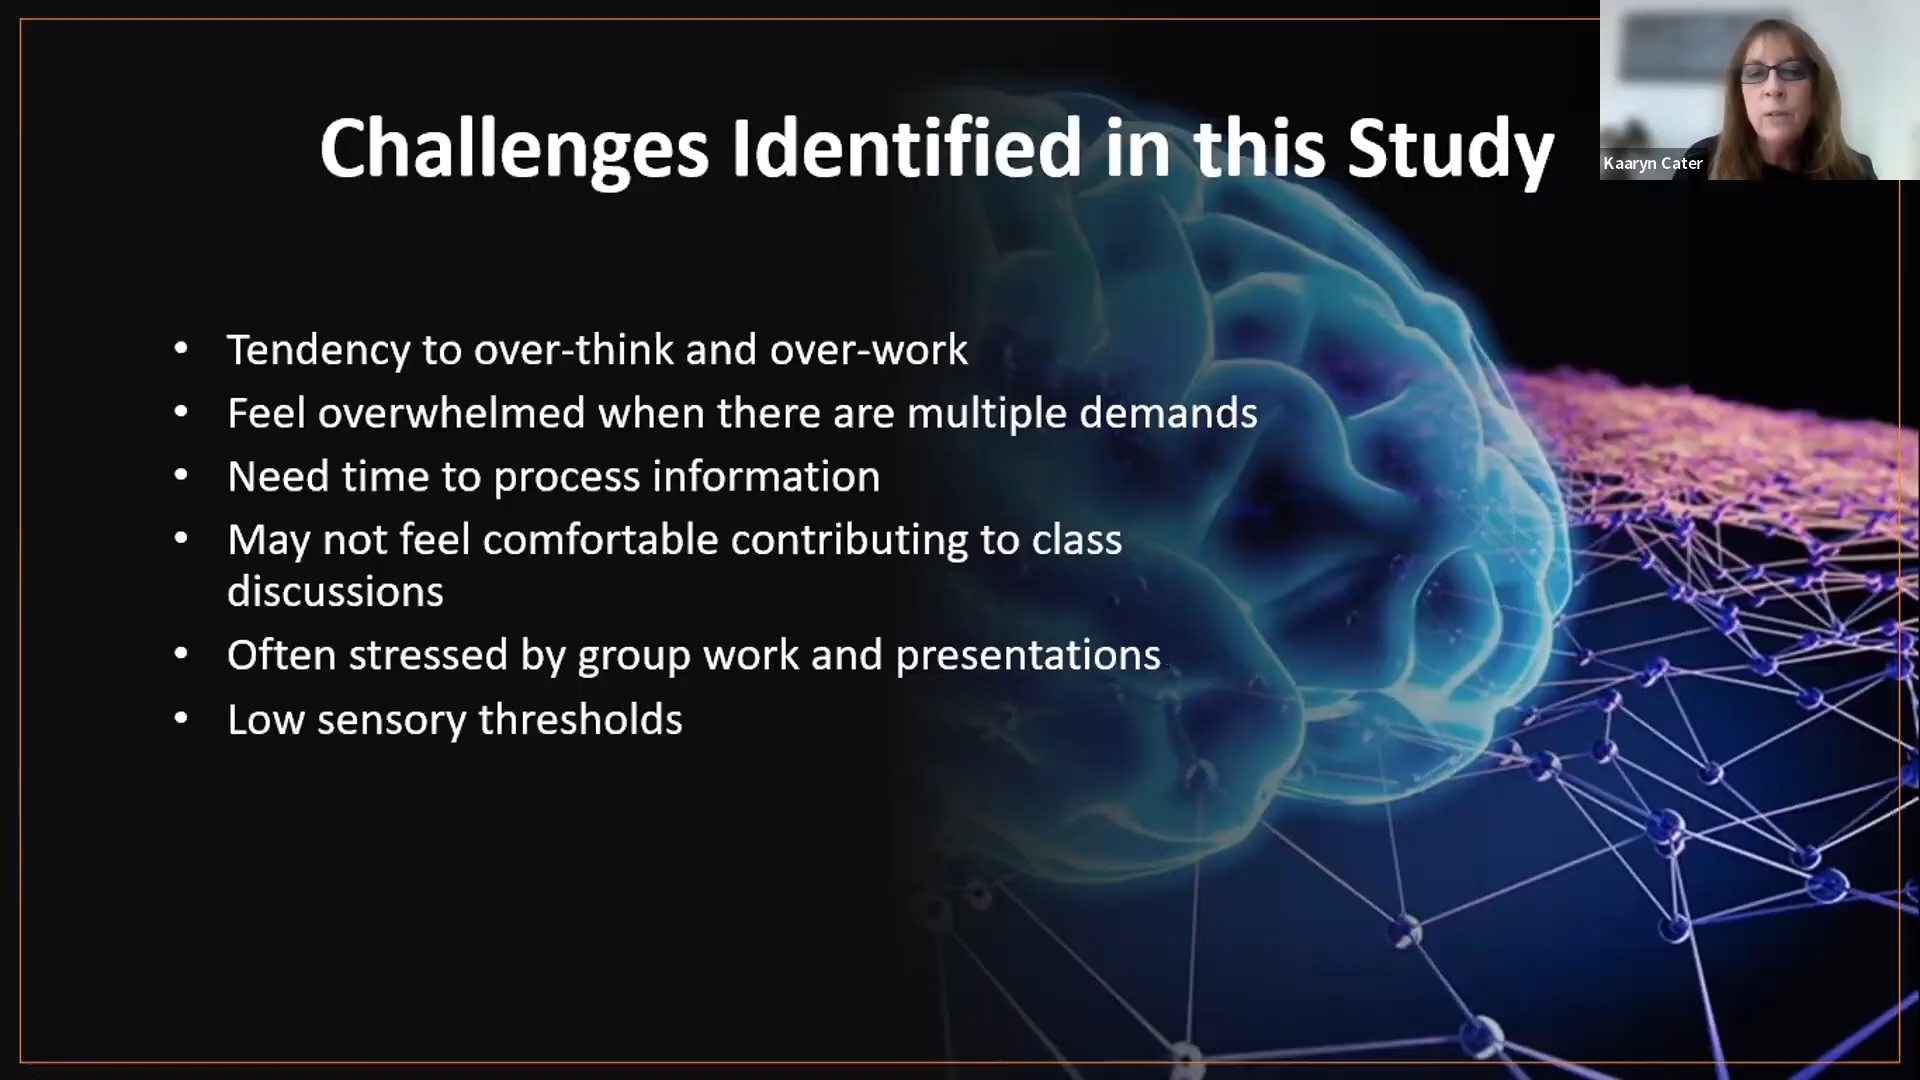 Challenges Identified in this Study
Kaaryn Cater
• Tendency to over-think and over-work
• Feel overwhelmed when there are multiple demands
• Need time to process information
• May not feel comfortable contributing to class
discussions
• Often stressed by group work and presentations
• Low sensory thresholds